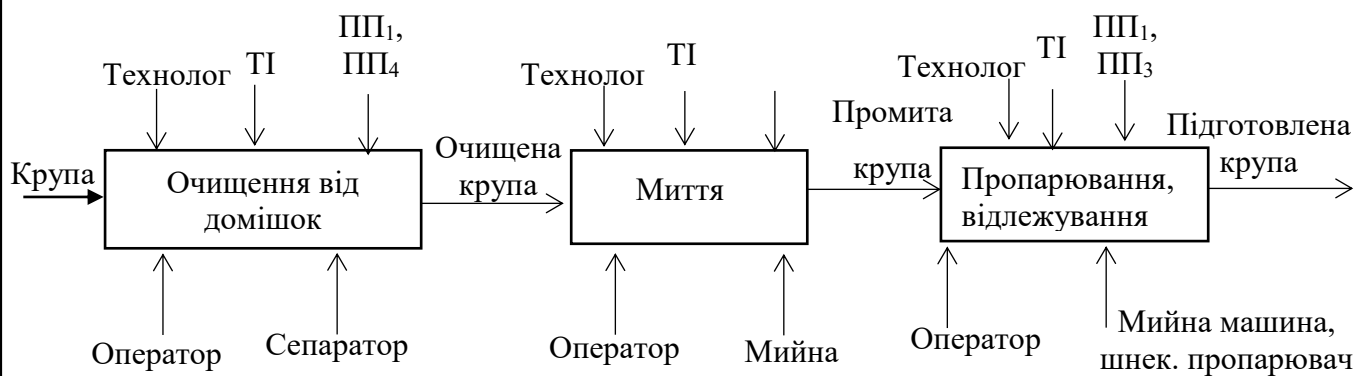 Технолог
ТІ
ПП1,
ПП4
Технолог
ТІ
Технолог
ТІ
ПП1,
ПП3
Крупа
Очищення від
домішок
Очищена
крупа
Миття
Промита
крупа
Пропарювання,
відлежування
Підготовлена
крупа
Оператор
Сепаратор
Оператор
Мийна
Оператор
Мийна машина,
шнек. пропарювач